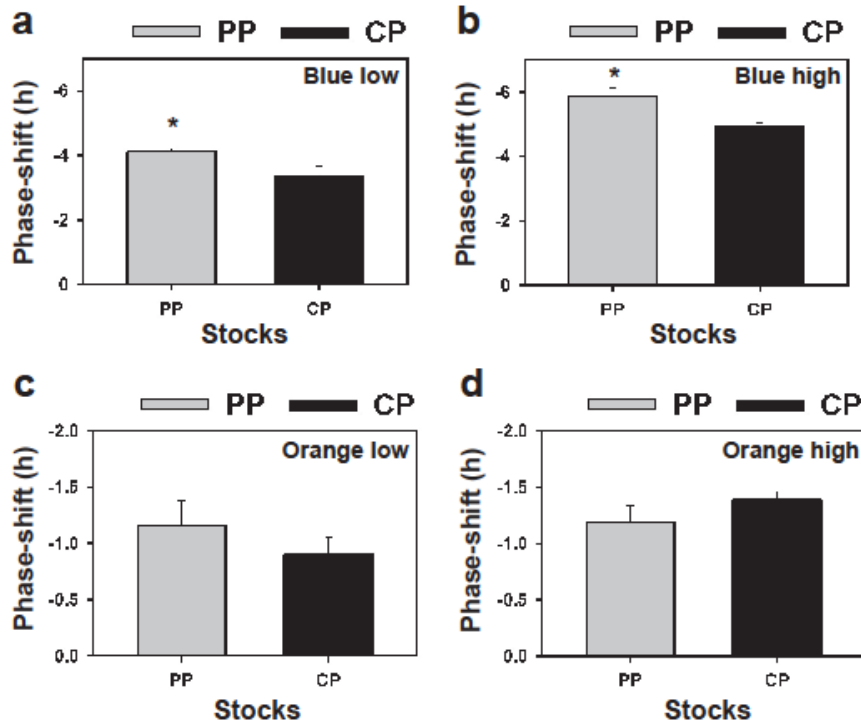 a
PP CP
Blue low
Phase-shift (h)
-6
-4
-2
0
*
PP CP
Stocks
b
PP CP
Blue high
Phase-shift (h)
-6
-4
-2
0
*
PP CP
Stocks
c
PP CP
Orange low
Phase-shift (h)
-2.0
-1.5
-1.0
-0.5
0.0
PP CP
Stocks
d
PP CP
Orange high
Phase-shift (h)
-2.0
-1.5
-1.0
-0.5
0.0
PP CP
Stocks